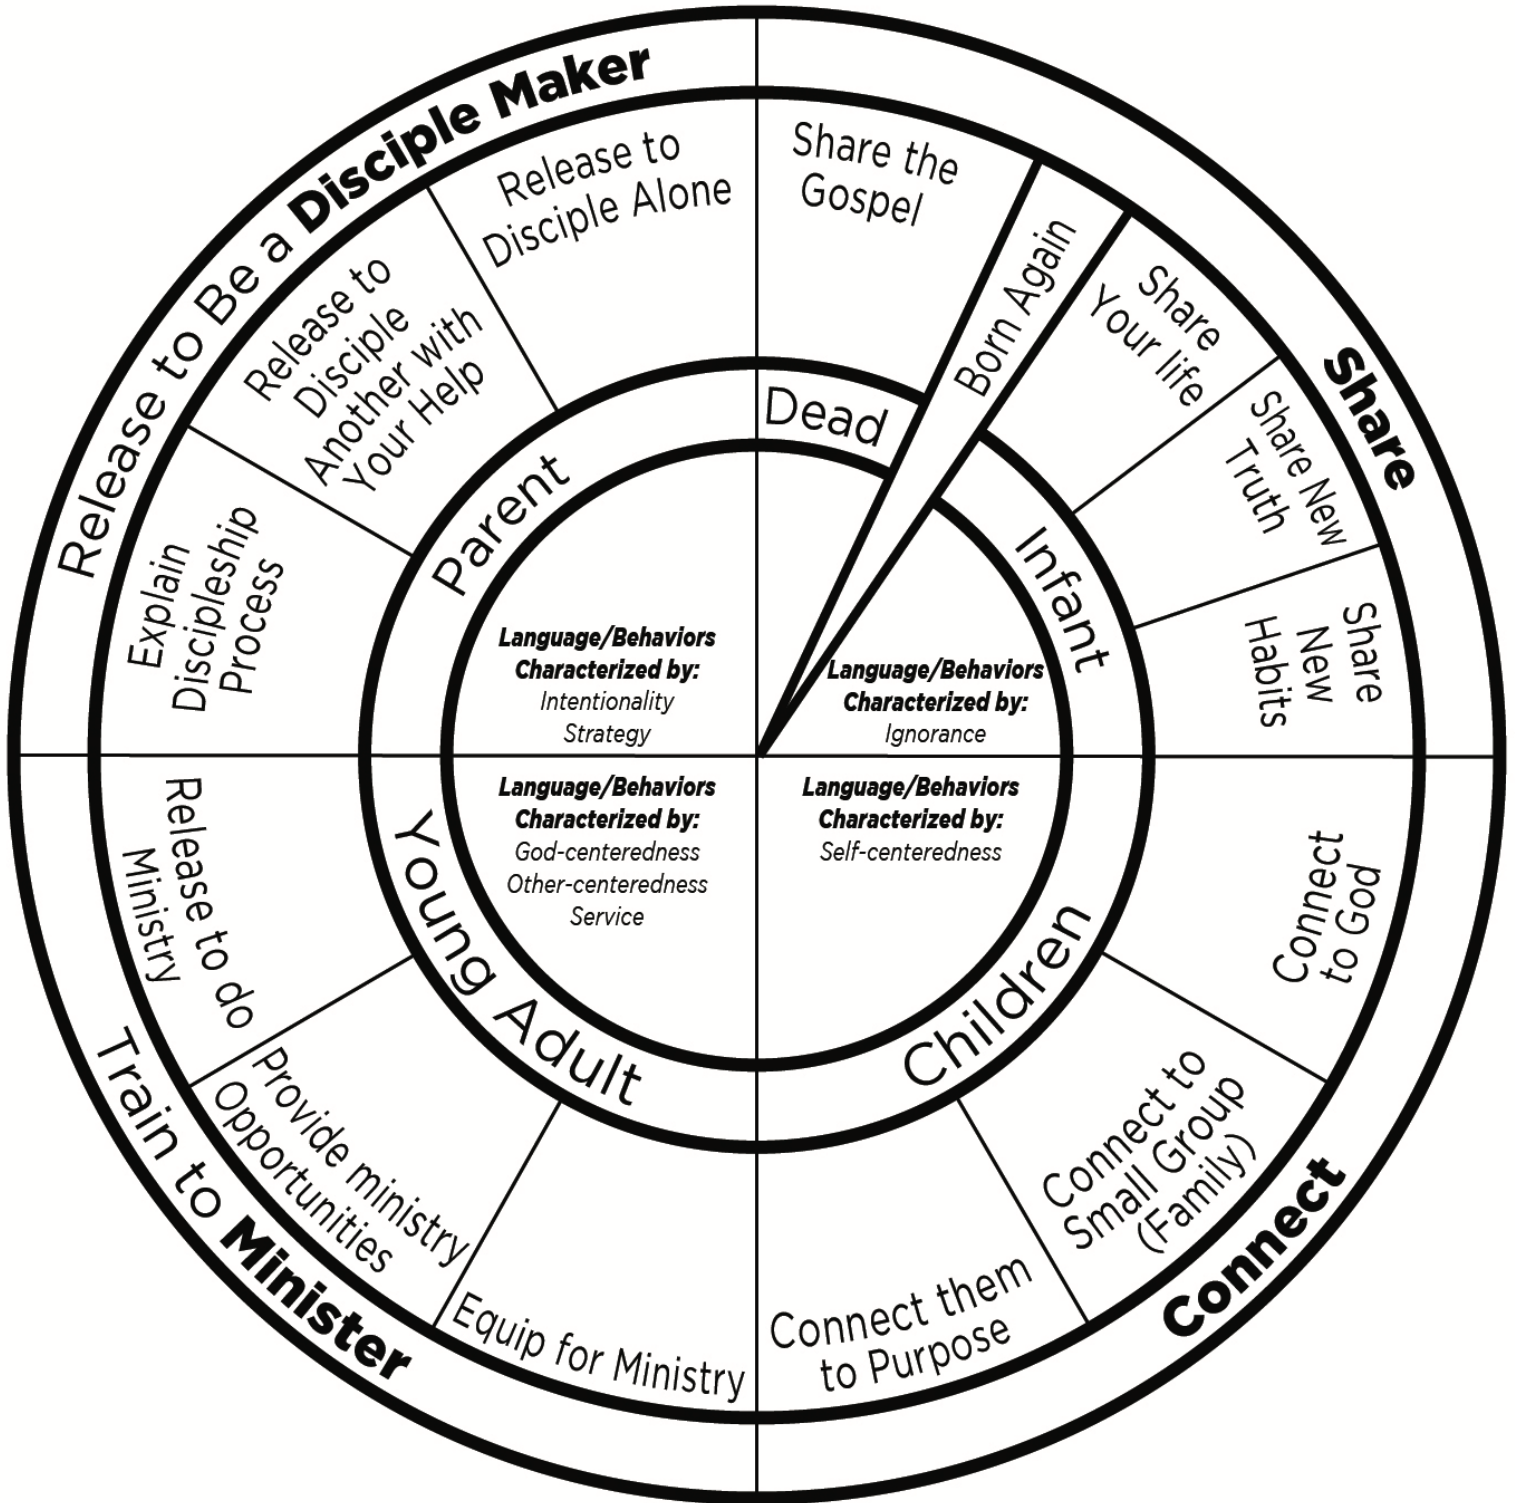 Release to Be a Disciple Maker
Share
Connect
Train to Minister
Share the
Gospel
Born Again
Share
Your life
Share New
Truth
Share
New
Habits
Connect
to God
Connect to
Small Group
(Family)
Connect them
to Purpose
Equip for Ministry
Provide ministry
Opportunities
Release to do
Ministry
Explain
Discipleship
Process
Release to
Disciple
Another with
Your Help
Release to
Disciple Alone
Dead
Infant
Children
Young Adult
Parent
Language/Behaviors
Characterized by:
Intentionality
Strategy
Language/Behaviors
Characterized by:
Ignorance
Language/Behaviors
Characterized by:
God-centeredness
Other-centeredness
Service
Language/Behaviors
Characterized by:
Self-centeredness